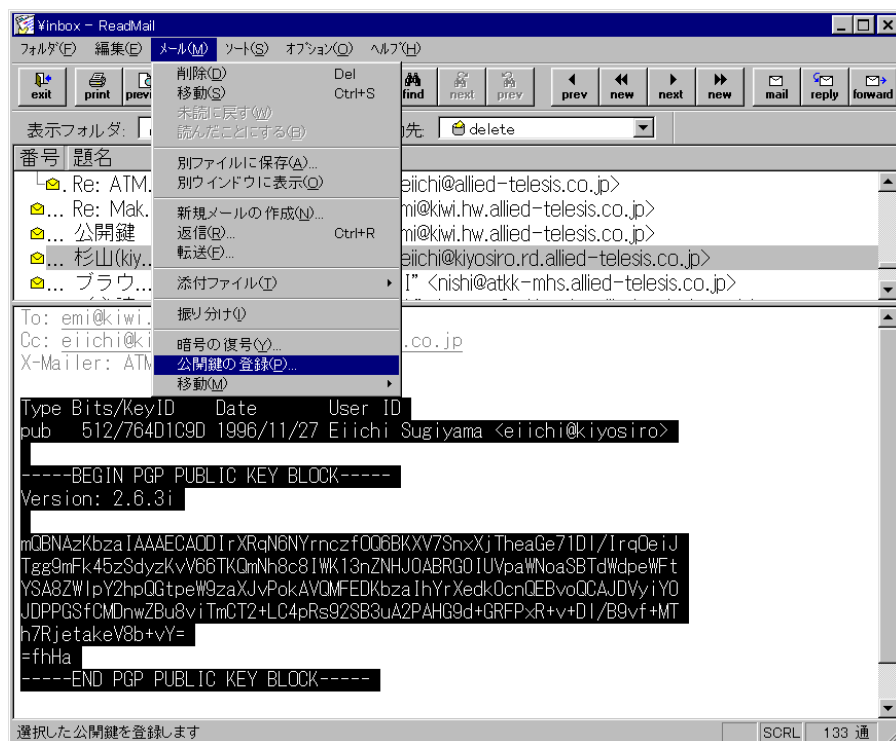 ¥inbox - ReadMail
フォルダ(F) 編集(E) メール(M) ソート(S) オプション(O) ヘルプ(H)
exit print find next prev prev new next new mail reply forward
表示フォルダ: delete
番号 題名
Re: ATM... eiichi@allied-telesis.co.jp>
... Re: Mak... mi@kiwi.hw.allied-telesis.co.jp>
... 公開鍵 mi@kiwi.hw.allied-telesis.co.jp>
... 杉山(kiy... eiichi@kiyosiro.rd.allied-telesis.co.jp>
... ブラウ... I" <nishi@atkk-mhs.allied-telesis.co.jp>
削除(D) Del
移動(S) Ctrl+S
未読に戻す(W)
読んだことにする(B)
別ファイルに保存(A)...
別ウインドウに表示(O)
新規メールの作成(N)...
返信(R)... Ctrl+R
転送(F)...
添付ファイル(T)
振り分け(I)
暗号の復号(Y)...
公開鍵の登録(P)...
移動(M)
To: emi@kiwi.
Cc: eiichi@ki .co.jp
X-Mailer: ATM
Type Bits/KeyID Date User ID
pub 512/764D1C9D 1996/11/27 Eiichi Sugiyama <eiichi@kiyosiro>
-----BEGIN PGP PUBLIC KEY BLOCK-----
Version: 2.6.3i
mQBNAzKbzaIAAAECAODIrXRqN6NYrnczfOQ6BKXV7SnxXjTheaGe71Dl/IrqOeiJ
Tgg9mFk45zSdyzKvV66TKQmNh8c8IWK13nZNHJ0ABRG0IUVpaWNoaSBTdWdpeWFt
YSA8ZWlpY2hpQGtpeW9zaXJvPokAVQMFEDKbzaIhYrXedkOcnQEBvoQCAJDVyiY0
JDPPGSfCMDnwZBu8viTmCT2+LC4pRs92SB3uA2PAHG9d+GRFPxR+v+Dl/B9vf+MT
h7RjetakeV8b+vY=
=fhHa
-----END PGP PUBLIC KEY BLOCK-----
選択した公開鍵を登録します SCRL 133 通